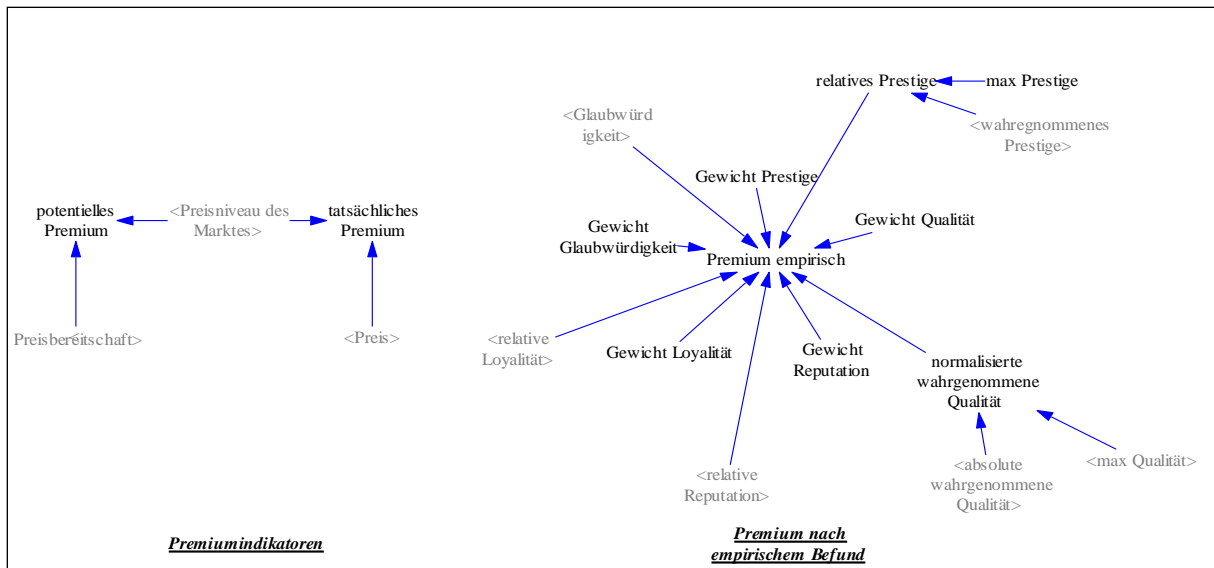 relatives Prestige
max Prestige
<Glaubwürd
igkeit>
<wahregnommenes
Prestige>
Gewicht Prestige
potentielles
Premium
<Preisniveau des
Marktes>
tatsächliches
Premium
Gewicht
Glaubwürdigkeit
Gewicht Qualität
Premium empirisch
<
Preisbereitschaft>
<Preis>
<relative
Loyalität>
Gewicht Loyalität
Gewicht
Reputation
normalisierte
wahrgenommene
Qualität
<relative
Reputation>
<absolute
wahrgenommene
Qualität>
<max Qualität>
Premiumindikatoren
Premium nach
empirischem Befund